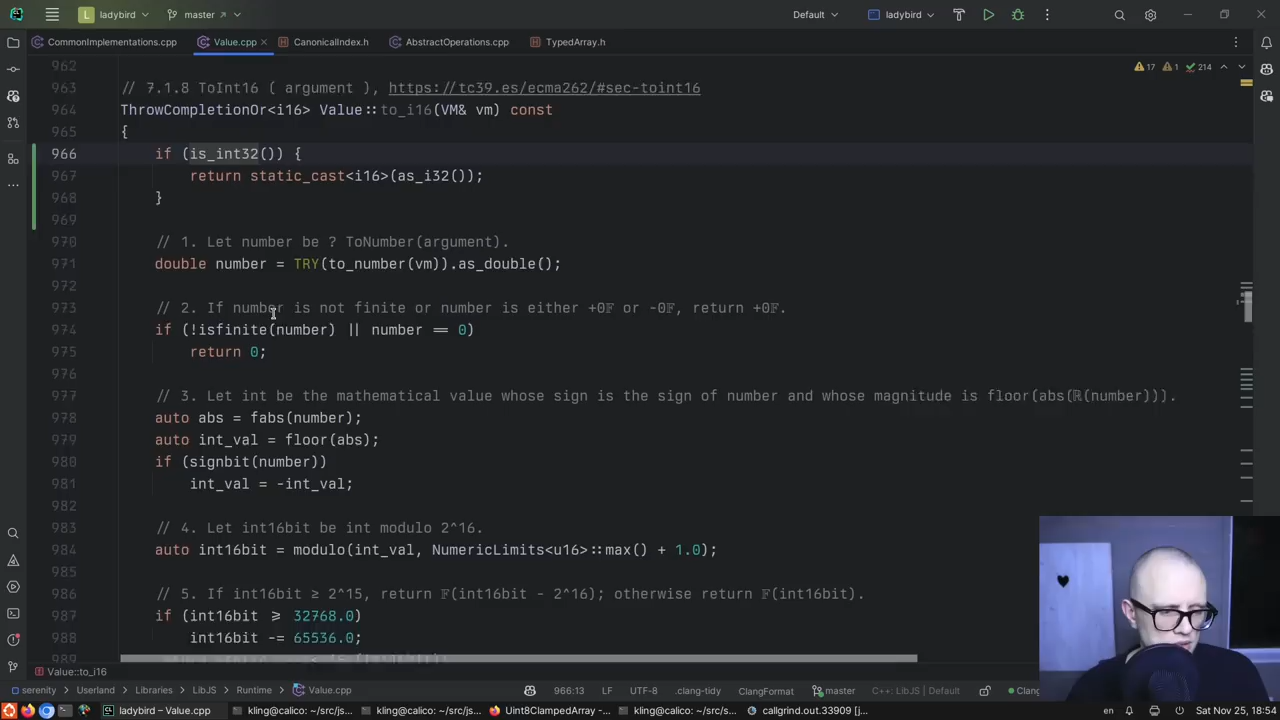 ladybird
master
Default
ladybird
CommonImplementations.cpp
Value.cpp
CanonicalIndex.h
AbstractOperations.cpp
TypedArray.h
17 1 214
962
963 // 7.1.8 ToInt16 ( argument ), https://tc39.es/ecma262/#sec-toint16
964 ThrowCompletionOr<i16> Value::to_i16(VM& vm) const
965 {
966 if (is_int32()) {
967 return static_cast<i16>(as_i32());
968 }
969
970 // 1. Let number be ? ToNumber(argument).
971 double number = TRY(to_number(vm)).as_double();
972
973 // 2. If number is not finite or number is either +0𝔽 or -0𝔽, return +0𝔽.
974 if (!isfinite(number) || number == 0)
975 return 0;
976
977 // 3. Let int be the mathematical value whose sign is the sign of number and whose magnitude is floor(abs(ℝ(number))).
978 auto abs = fabs(number);
979 auto int_val = floor(abs);
980 if (signbit(number))
981 int_val = -int_val;
982
983 // 4. Let int16bit be int modulo 2^16.
984 auto int16bit = modulo(int_val, NumericLimits<u16>::max() + 1.0);
985
986 // 5. If int16bit ≥ 2^15, return 𝔽(int16bit - 2^16); otherwise return 𝔽(int16bit).
987 if (int16bit ≥ 32768.0)
988 int16bit -= 65536.0;
989
Value::to_i16
serenity > Userland > Libraries > LibJS > Runtime > Value.cpp
966:13 LF UTF-8 .clang-tidy ClangFormat master C++: LibJS | Default
ladybird – Value.cpp
kling@calico: ~/src/js...
kling@calico: ~/src/js...
Uint8ClampedArray -...
kling@calico: ~/src/js...
callgrind.out.33909 [j...
EN
Sat Nov 25, 18:54